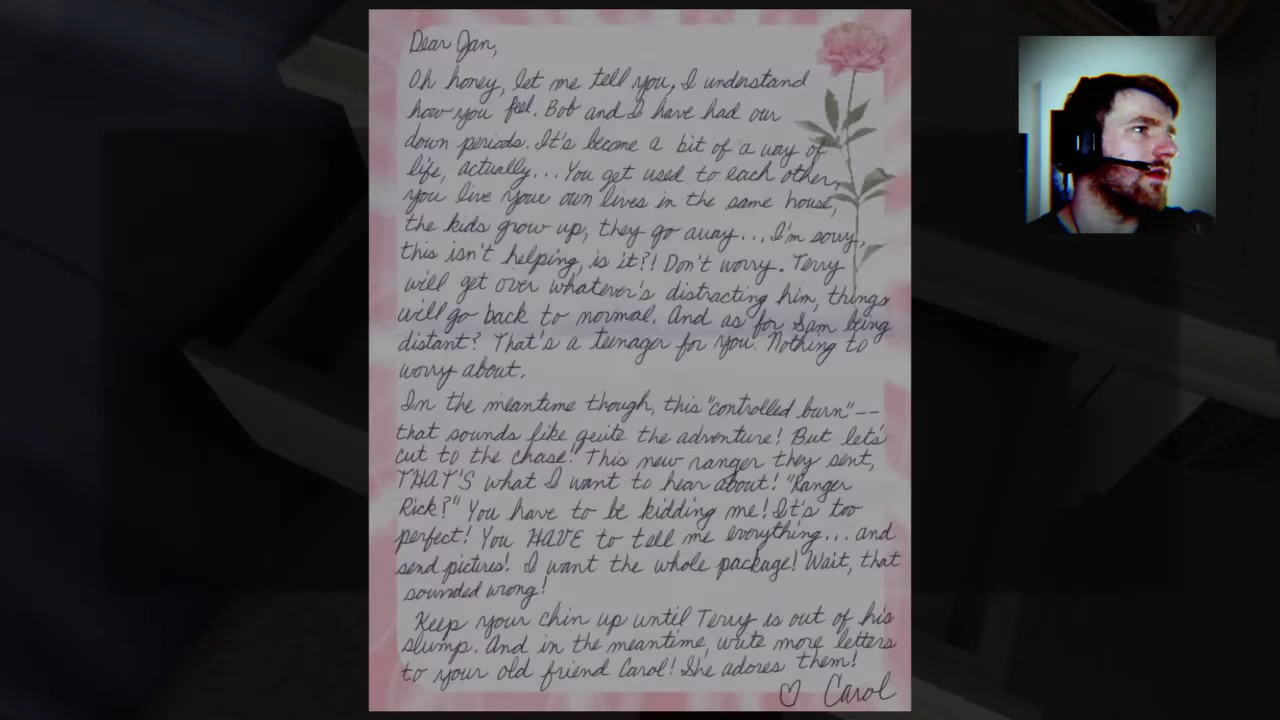 Dear Jan,
Oh honey, let me tell you, I understand
how you feel. Bob and I have had our
down periods. It's become a bit of a way of
life, actually... You get used to each other,
you live your own lives in the same house,
the kids grow up, they go away... I'm sorry,
this isn't helping, is it?! Don't worry. Terry
will get over whatever's distracting him, things
will go back to normal. And as for Sam being
distant? That's a teenager for you. Nothing to
worry about.
In the meantime though, this "controlled burn"--
that sounds like quite the adventure! But let's
cut to the chase! This new ranger they sent,
THAT'S what I want to hear about! "Ranger
Rick?" You have to be kidding me! It's too
perfect! You HAVE to tell me everything... and
send pictures! I want the whole package! Wait, that
sounded wrong!
Keep your chin up until Terry is out of his
slump. And in the meantime, write more letters
to your old friend Carol! She adores them!
♡ Carol